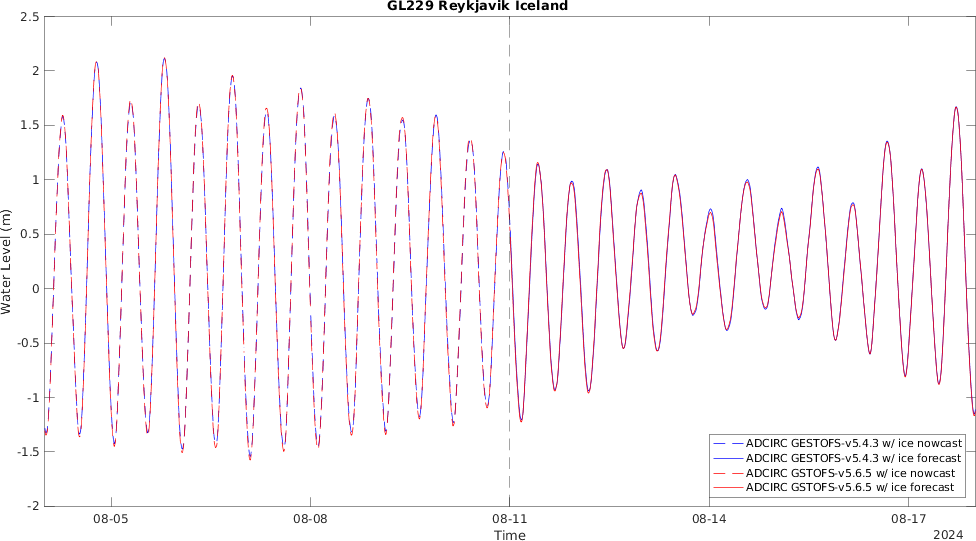 GL229 Reykjavik Iceland
2.5
2
1.5
1
0.5
0
-0.5
-1
-1.5
-2
Water Level (m)
ADCIRC GESTOFS-v5.4.3 w/ ice nowcast
ADCIRC GESTOFS-v5.4.3 w/ ice forecast
ADCIRC GSTOFS-v5.6.5 w/ ice nowcast
ADCIRC GSTOFS-v5.6.5 w/ ice forecast
08-05 08-08 08-11 08-14 08-17
Time
2024